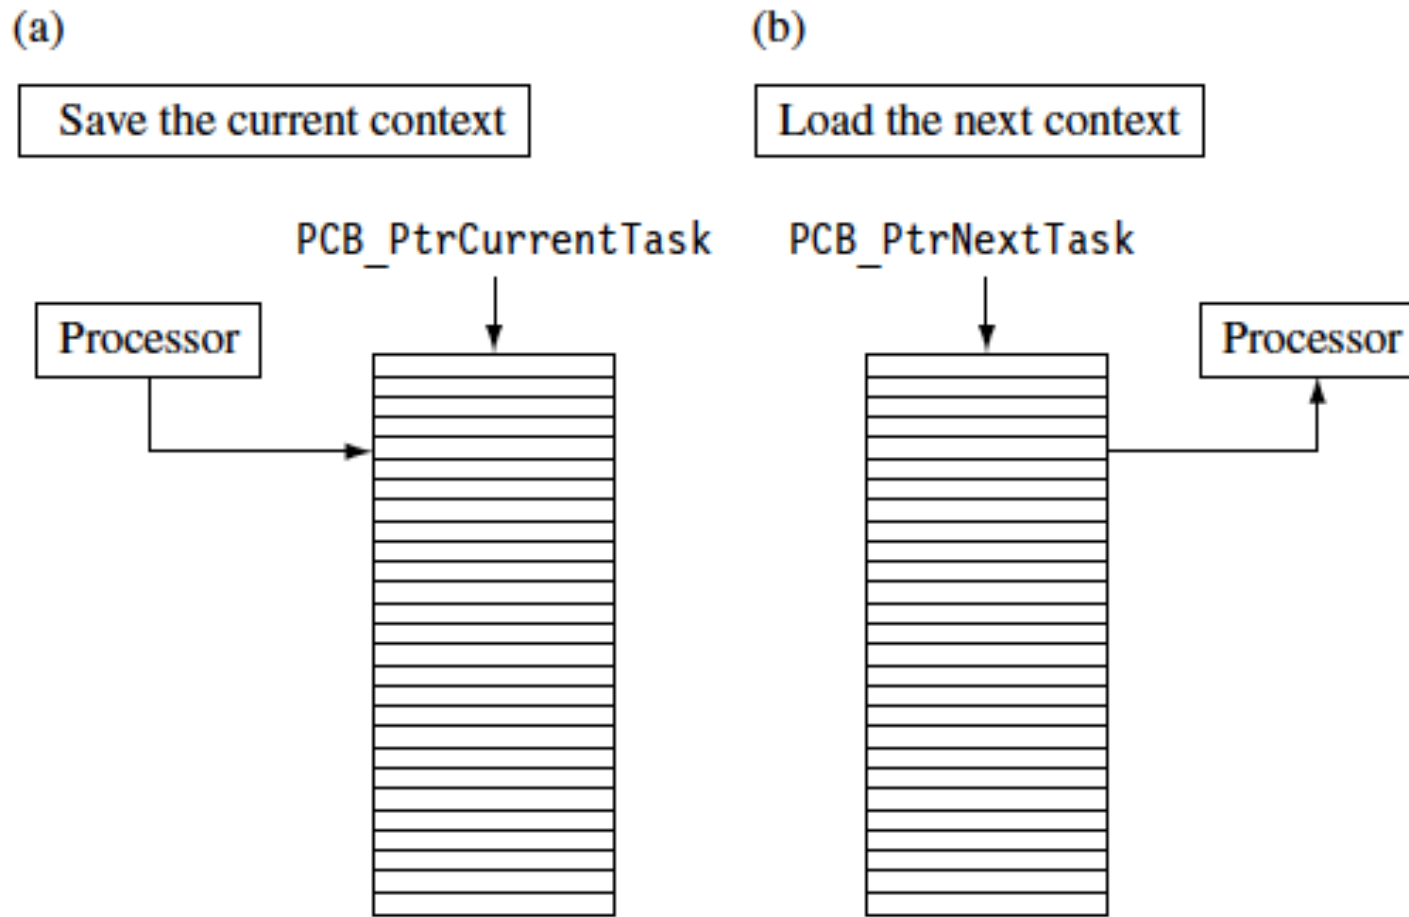 (a)
Save the current context
PCB_PtrCurrentTask
Processor
(b)
Load the next context
PCB_PtrNextTask
Processor